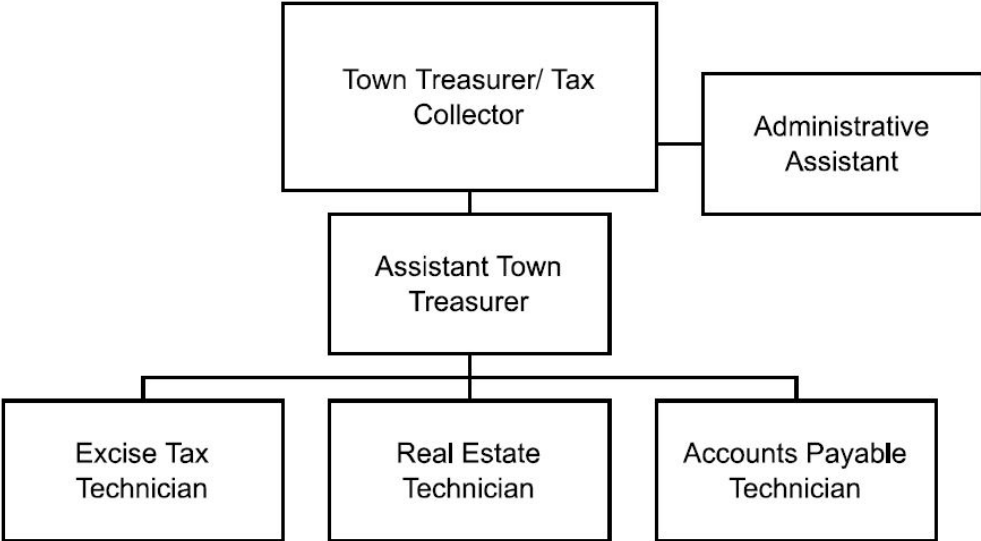 Town Treasurer/ Tax
Collector
Administrative
Assistant
Assistant Town
Treasurer
Excise Tax
Technician
Real Estate
Technician
Accounts Payable
Technician